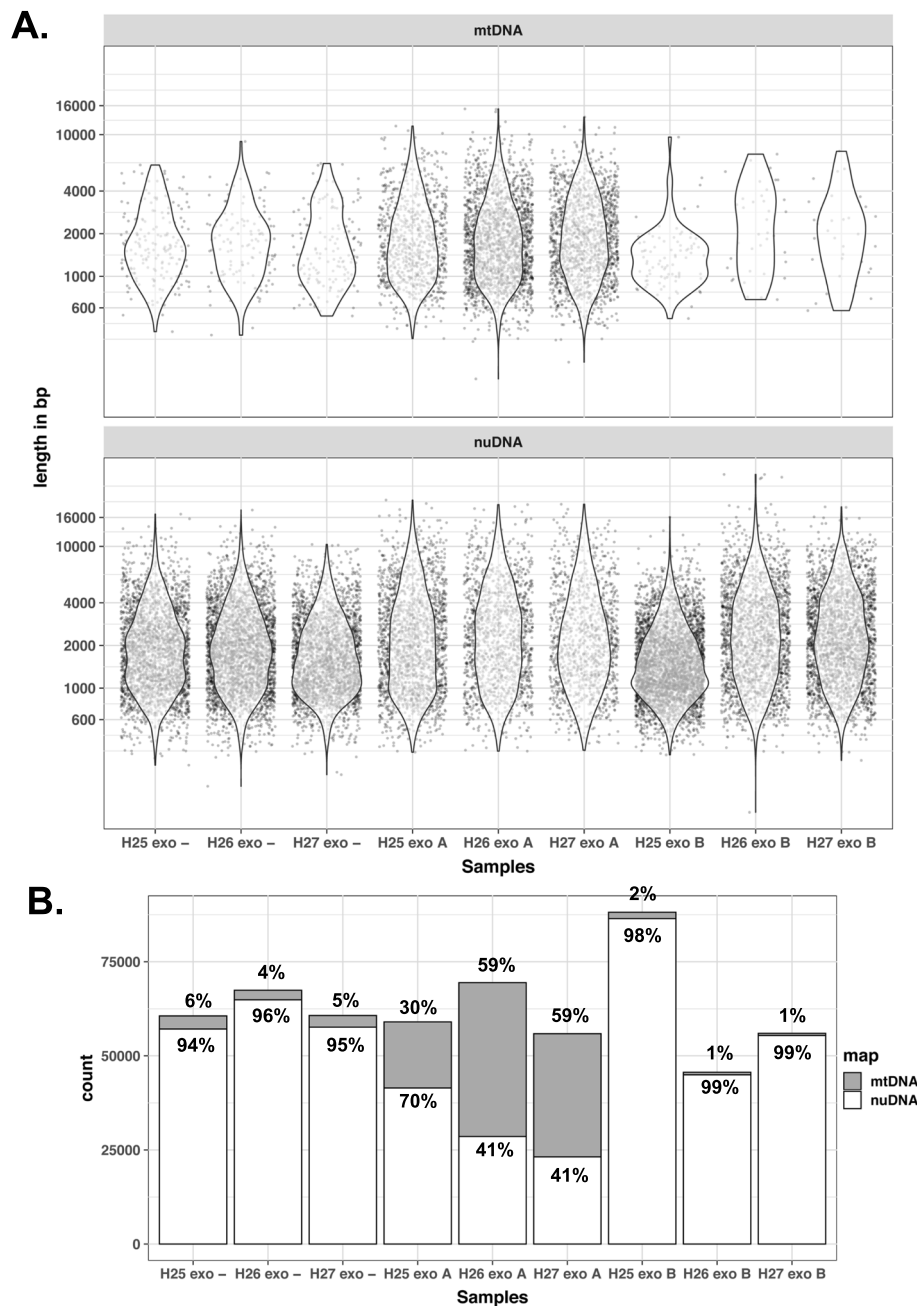 A.
mtDNA
16000
10000
4000
2000
1000
600
length in bp
nuDNA
16000
10000
4000
2000
1000
600
H25 exo − H26 exo − H27 exo − H25 exo A H26 exo A H27 exo A H25 exo B H26 exo B H27 exo B
Samples
B.
2%
98%
75000
59%
4%
6% 96% 5% 30% 59%
94% 95% 1%
1% 99%
50000
99%
70%
41%
41%
25000
0
count
map
mtDNA
nuDNA
H25 exo − H26 exo − H27 exo − H25 exo A H26 exo A H27 exo A H25 exo B H26 exo B H27 exo B
Samples